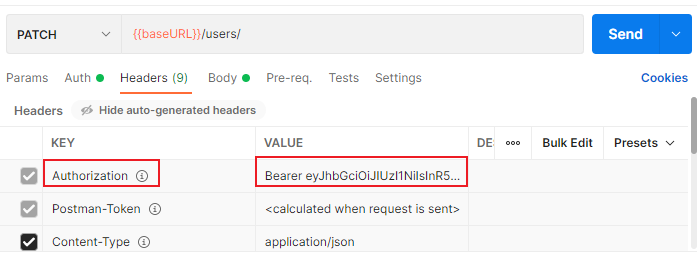 PATCH {{baseURL}}/users/ Send
Params Auth Headers (9) Body Pre-req. Tests Settings Cookies
Headers Hide auto-generated headers
KEY VALUE DE ooo Bulk Edit Presets
Authorization Bearer eyJhbGciOiJIUzI1NiIsInR5...
Postman-Token <calculated when request is sent>
Content-Type application/json